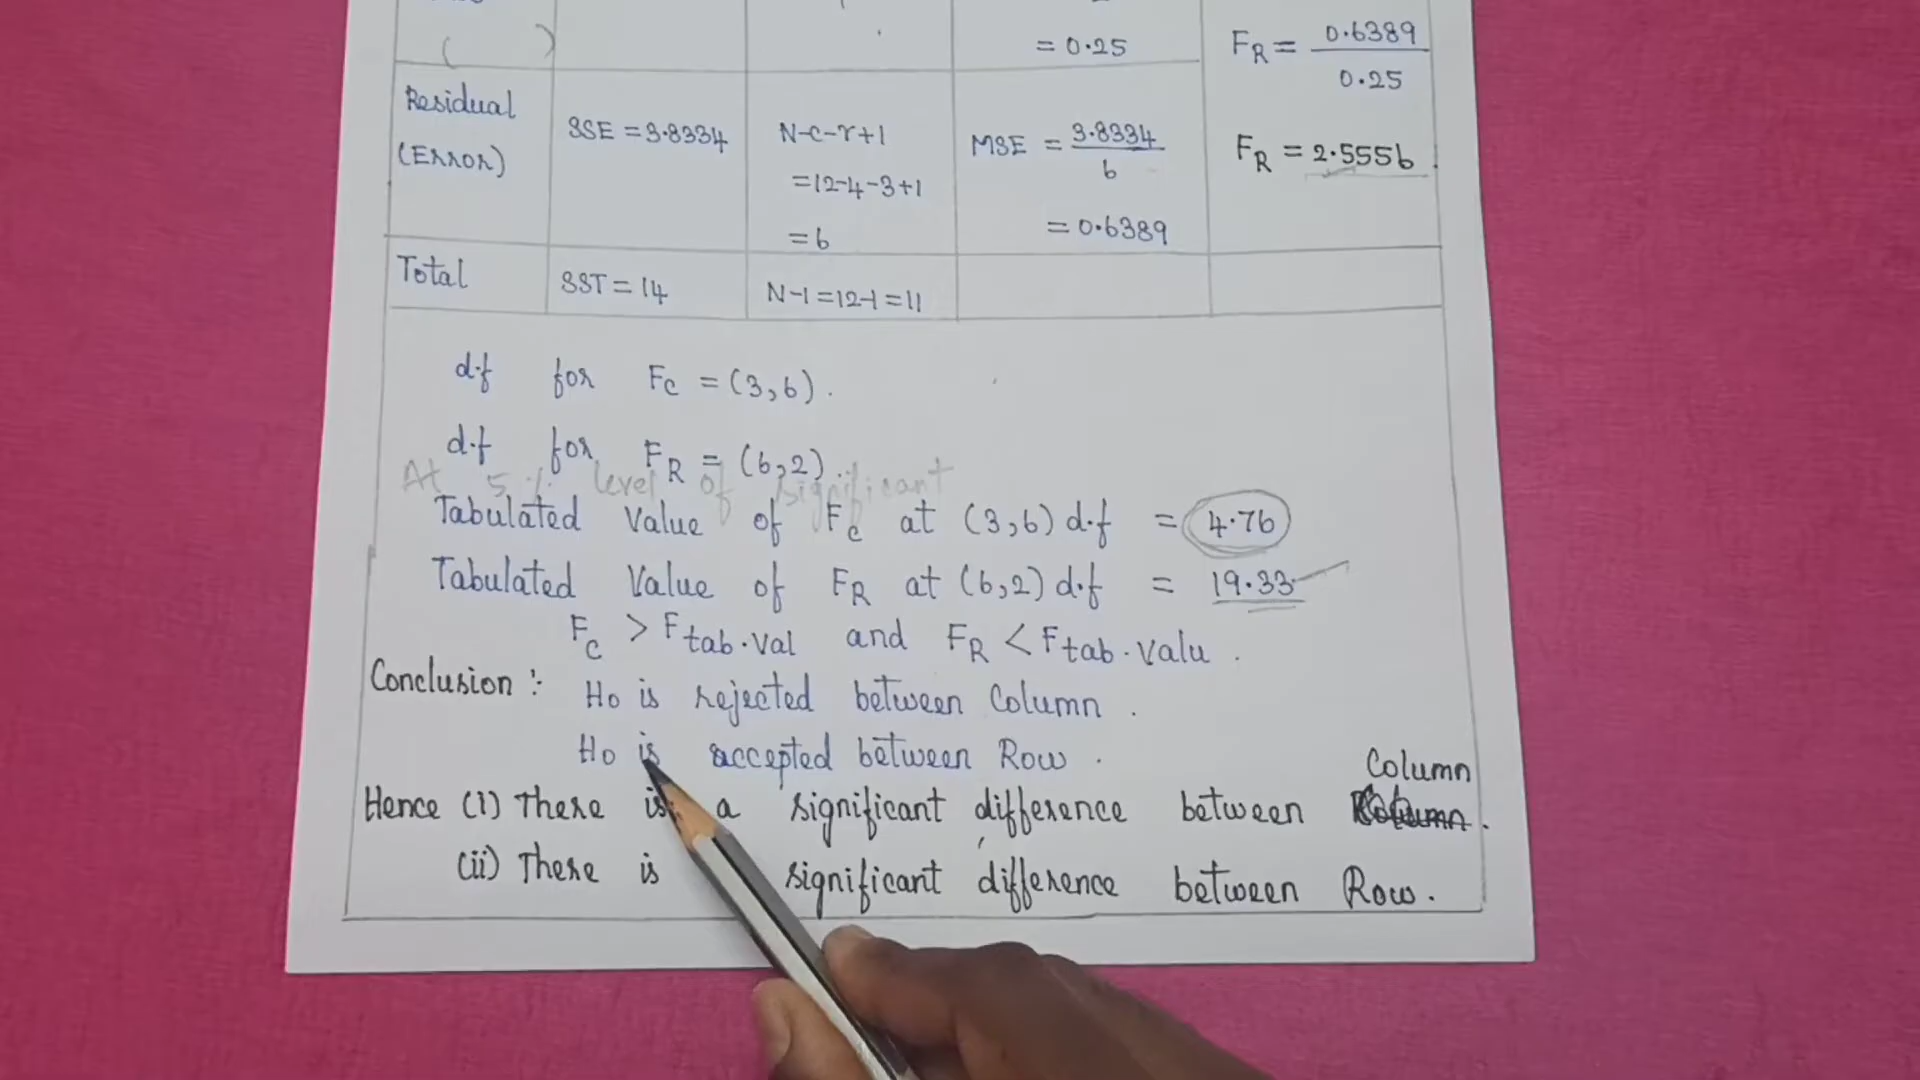 = 0.25
FR = 0.6389
0.25
Residual
(Error)
SSE = 3.8334
N-c-r+1
=12-4-3+1
= 6
MSE = 3.8334
6
= 0.6389
FR = 2.5556
Total
SST = 14
N-1=12-1=11
d.f for Fc = (3,6).
d.f for FR = (6,2).
At 5 % level of significant
Tabulated Value of Fc at (3,6) d.f = 4.76
Tabulated Value of FR at (6,2) d.f = 19.33
Fc > Ftab.val and FR < Ftab.valu.
Conclusion :- Ho is rejected between Column.
Ho is accepted between Row.
Column
Hence (i) There is a significant difference between
(ii) There is significant difference between Row.